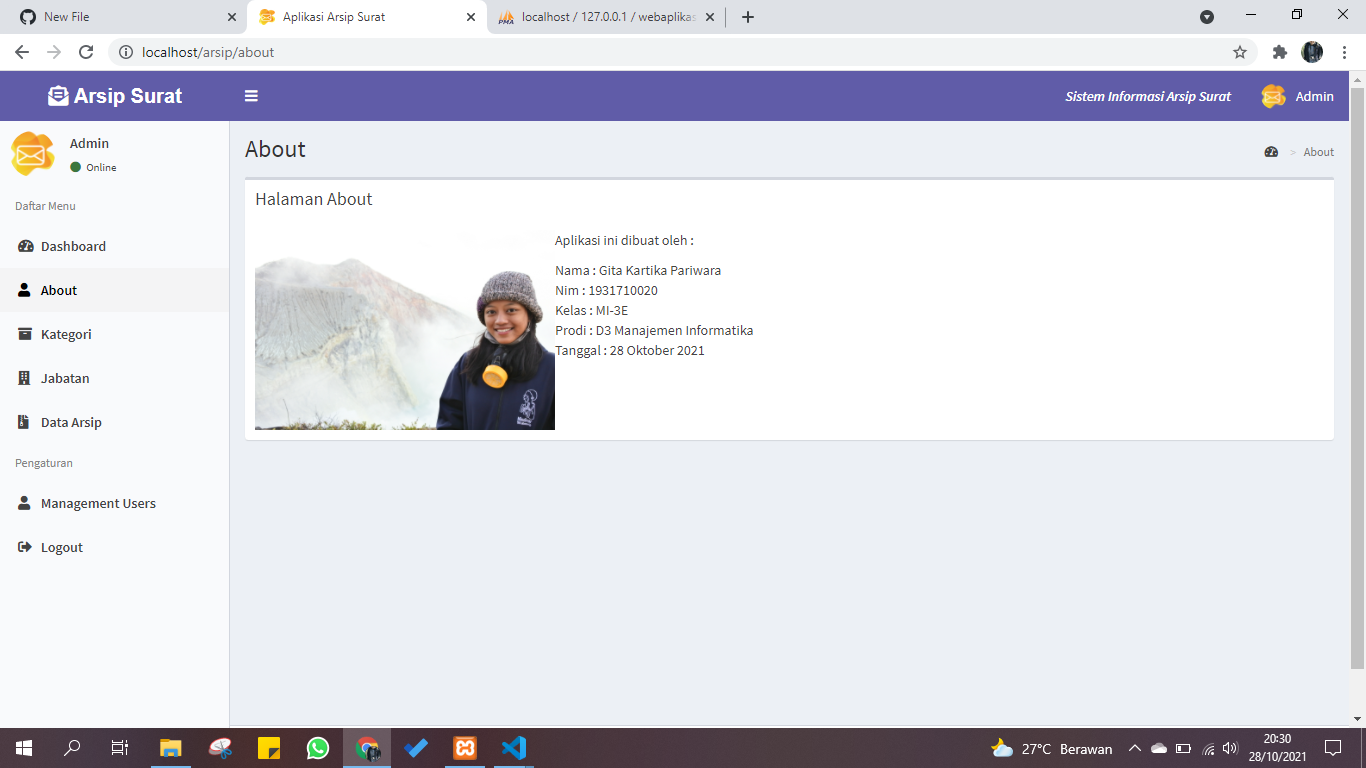 New File
Aplikasi Arsip Surat
localhost / 127.0.0.1 / webaplikas
localhost/arsip/about
Arsip Surat
Sistem Informasi Arsip Surat
Admin
Admin
Online
Daftar Menu
Dashboard
About
Kategori
Jabatan
Data Arsip
Pengaturan
Management Users
Logout
About
> About
Halaman About
Aplikasi ini dibuat oleh :
Nama : Gita Kartika Pariwara
Nim : 1931710020
Kelas : MI-3E
Prodi : D3 Manajemen Informatika
Tanggal : 28 Oktober 2021
27°C Berawan
20:30
28/10/2021